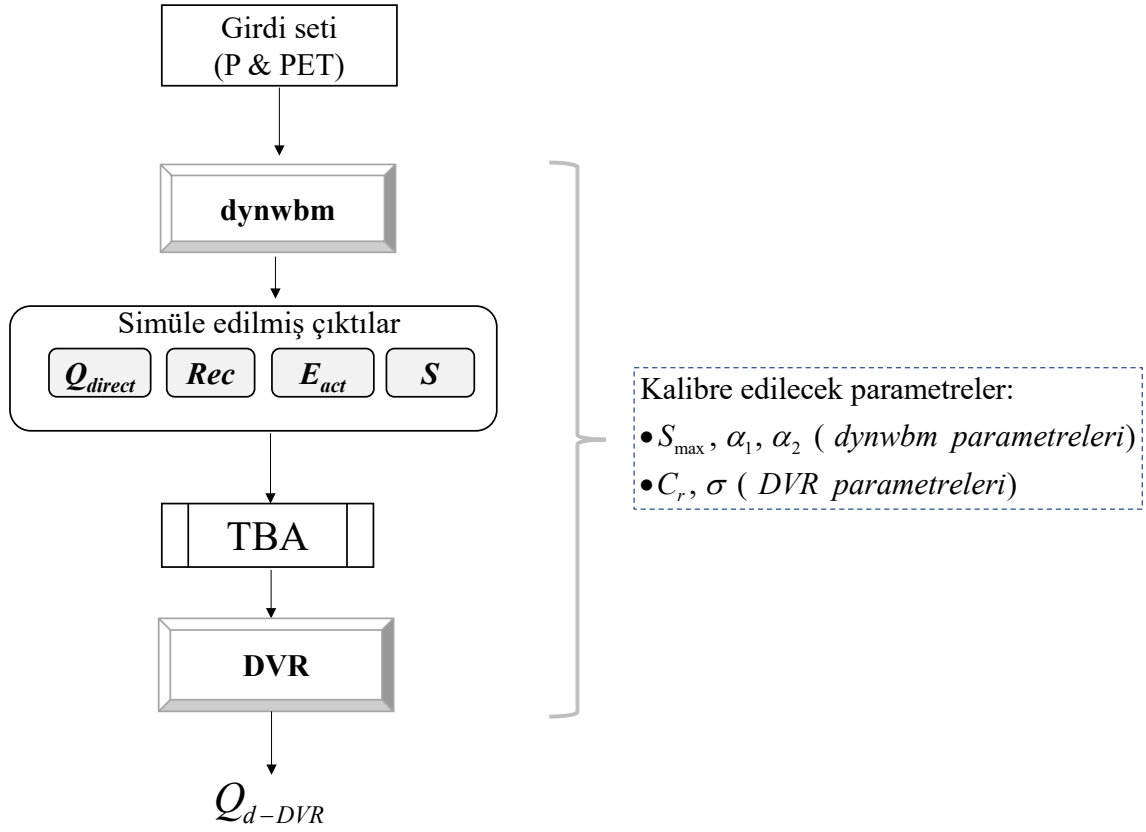 Girdi seti
(P & PET)
dynwbm
Simüle edilmiş çıktılar
Q_direct Rec E_act S
TBA
DVR
Q_d−DVR
Kalibre edilecek parametreler:
• S_max, α_1, α_2 ( dynwbm parametreleri)
• C_r, σ ( DVR parametreleri)